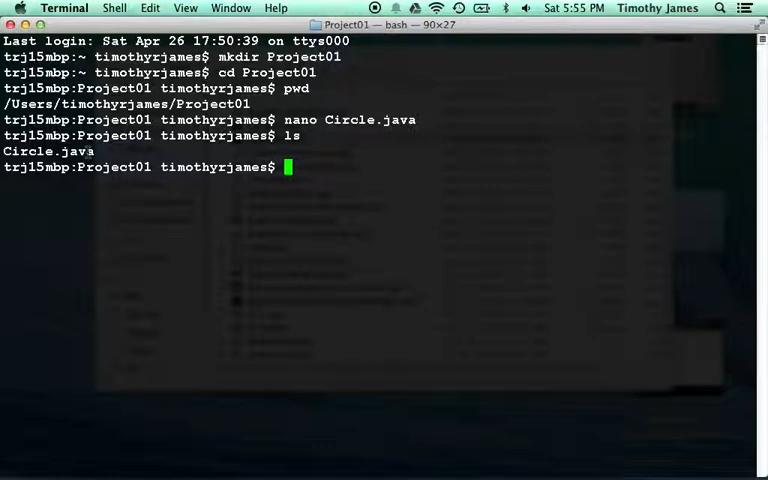 Terminal Shell Edit View Window Help Sat 5:55 PM Timothy James
Project01 — bash — 90×27
Last login: Sat Apr 26 17:50:39 on ttys000
trj15mbp:~ timothyrjames$ mkdir Project01
trj15mbp:~ timothyrjames$ cd Project01
trj15mbp:Project01 timothyrjames$ pwd
/Users/timothyrjames/Project01
trj15mbp:Project01 timothyrjames$ nano Circle.java
trj15mbp:Project01 timothyrjames$ ls
Circle.java
trj15mbp:Project01 timothyrjames$